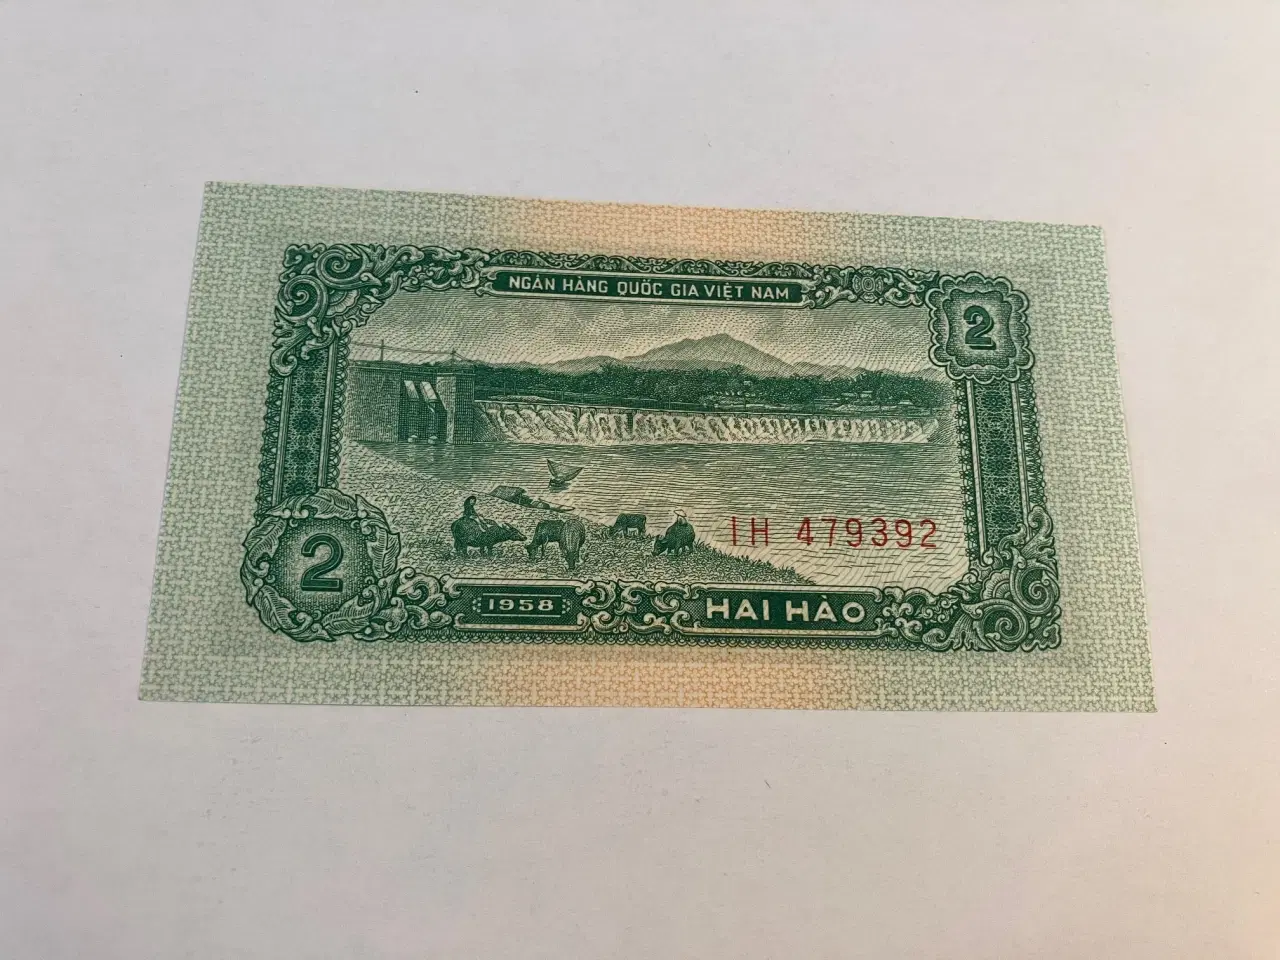 NGÂN HÀNG QUỐC GIA VIỆT NAM
2
IH 479392
2
1958
HAI HÀO